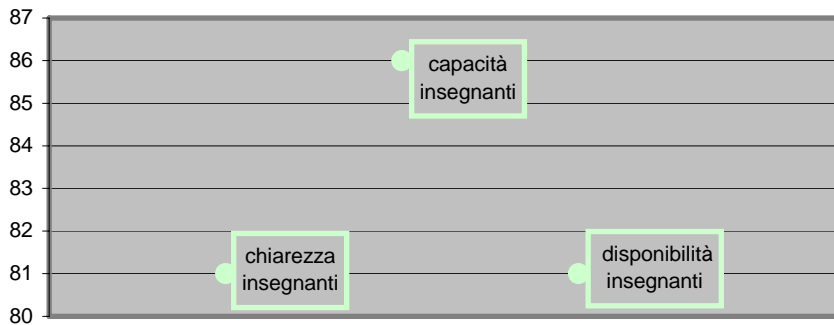 87
86
85
84
83
82
81
80
capacità
insegnanti
chiarezza
insegnanti
disponibilità
insegnanti